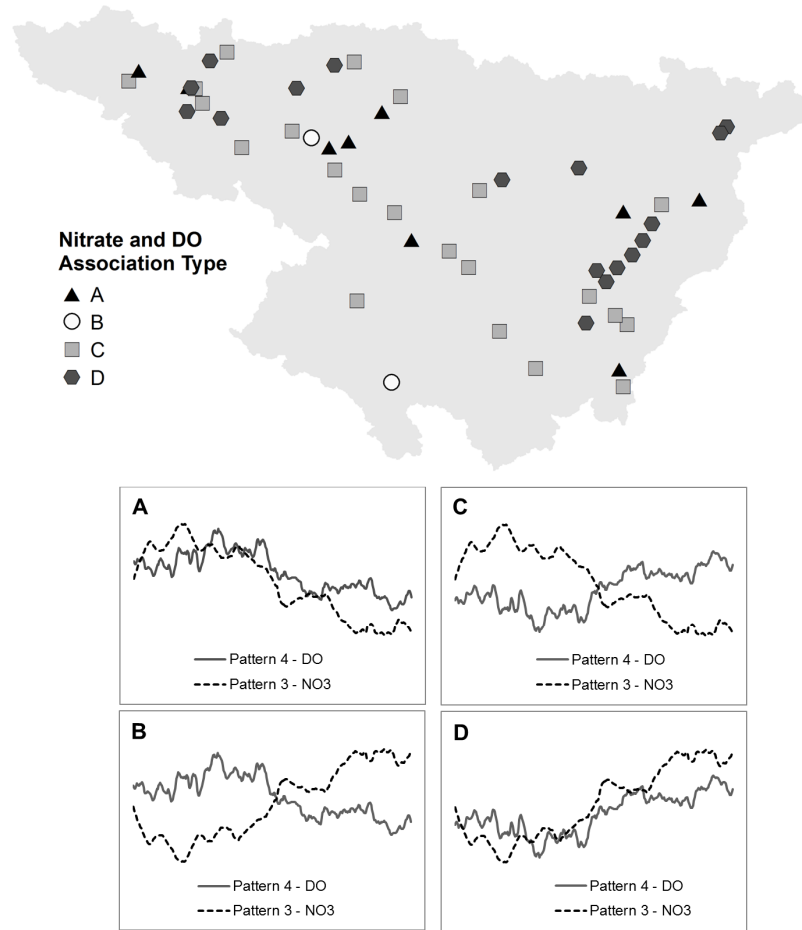 Nitrate and DO
Association Type
A
B
C
D
A
Pattern 4 - DO
Pattern 3 - NO3
C
Pattern 4 - DO
Pattern 3 - NO3
B
Pattern 4 - DO
Pattern 3 - NO3
D
Pattern 4 - DO
Pattern 3 - NO3